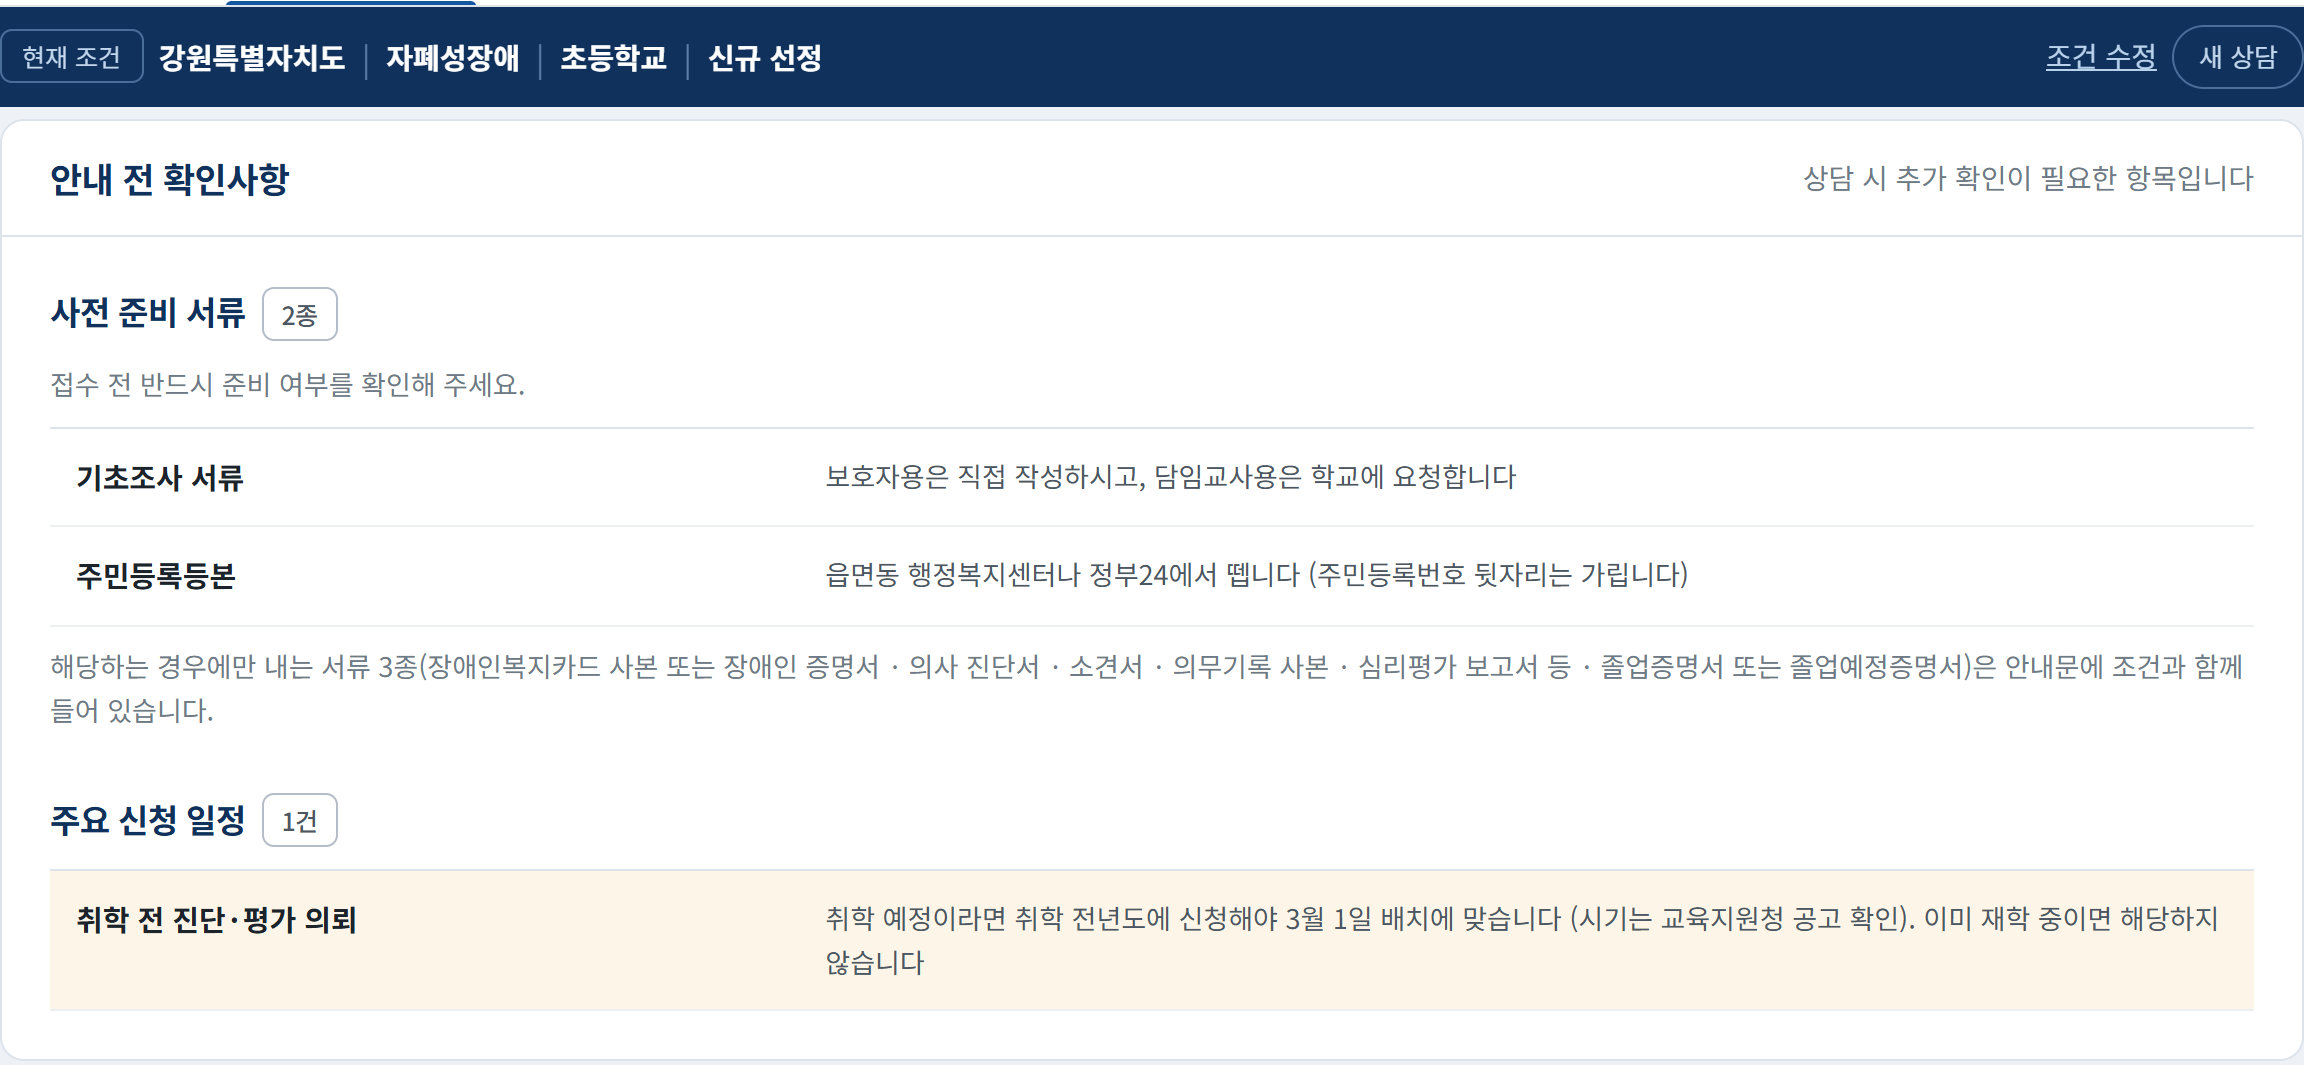 현재 조건 강원특별자치도 | 자폐성장애 | 초등학교 | 신규 선정 조건 수정 새 상담
안내 전 확인사항 상담 시 추가 확인이 필요한 항목입니다
사전 준비 서류 2종
접수 전 반드시 준비 여부를 확인해 주세요.
기초조사 서류 보호자용은 직접 작성하시고, 담임교사용은 학교에 요청합니다
주민등록등본 읍면동 행정복지센터나 정부24에서 뗍니다 (주민등록번호 뒷자리는 가립니다)
해당하는 경우에만 내는 서류 3종(장애인복지카드 사본 또는 장애인 증명서 · 의사 진단서 · 소견서 · 의무기록 사본 · 심리평가 보고서 등 · 졸업증명서 또는 졸업예정증명서)은 안내문에 조건과 함께
들어 있습니다.
주요 신청 일정 1건
취학 전 진단·평가 의뢰 취학 예정이라면 취학 전년도에 신청해야 3월 1일 배치에 맞습니다 (시기는 교육지원청 공고 확인). 이미 재학 중이면 해당하지
않습니다